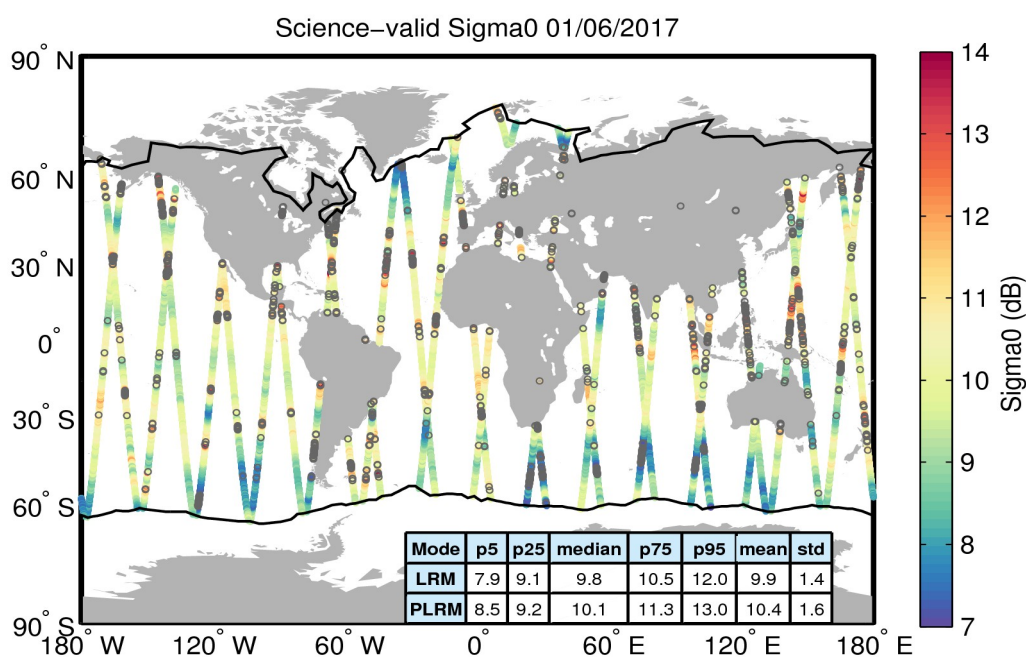 Science−valid Sigma0 01/06/2017
90° N
60° N
30° N
0°
30° S
60° S
90° S
180° W
120° W
60° W
0°
60° E
120° E
180° E
14
13
12
11
10
9
8
7
Sigma0 (dB)
Mode p5 p25 median p75 p95 mean std
LRM 7.9 9.1 9.8 10.5 12.0 9.9 1.4
PLRM 8.5 9.2 10.1 11.3 13.0 10.4 1.6